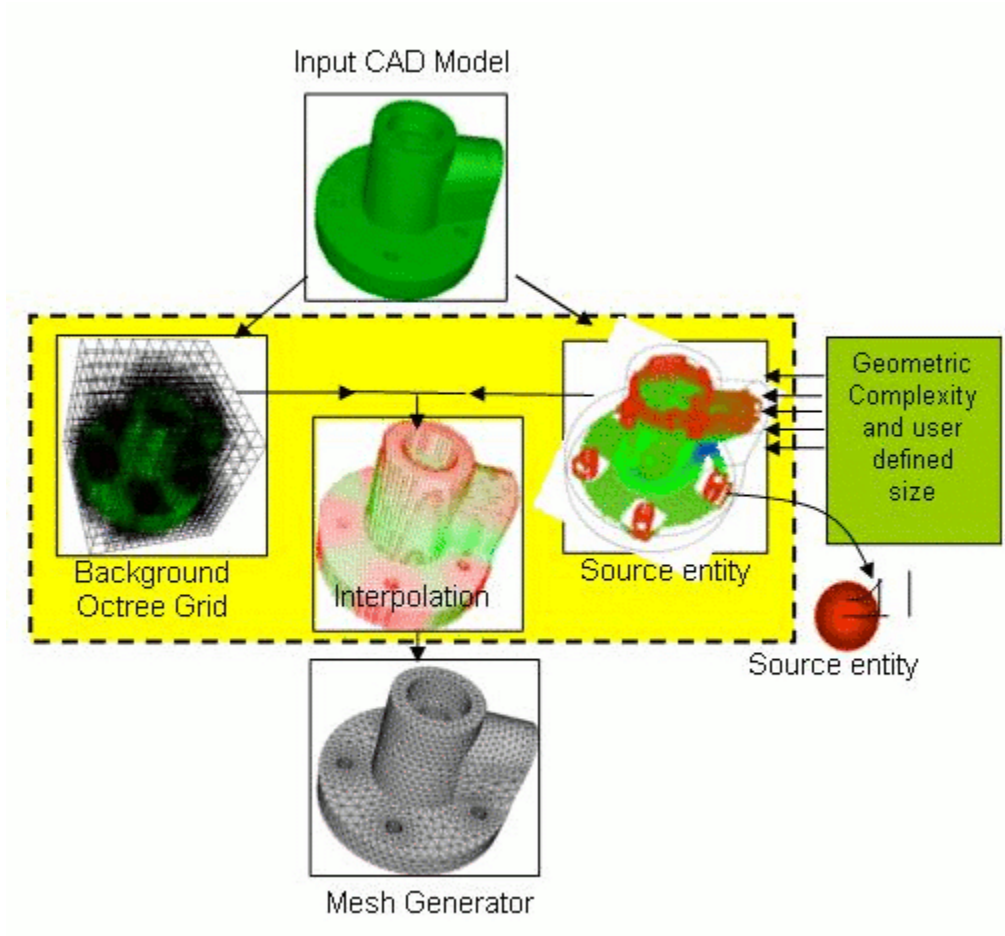 Input CAD Model
Geometric
Complexity
and user
defined
size
Background
Octree Grid
Interpolation
Source entity
Source entity
Mesh Generator